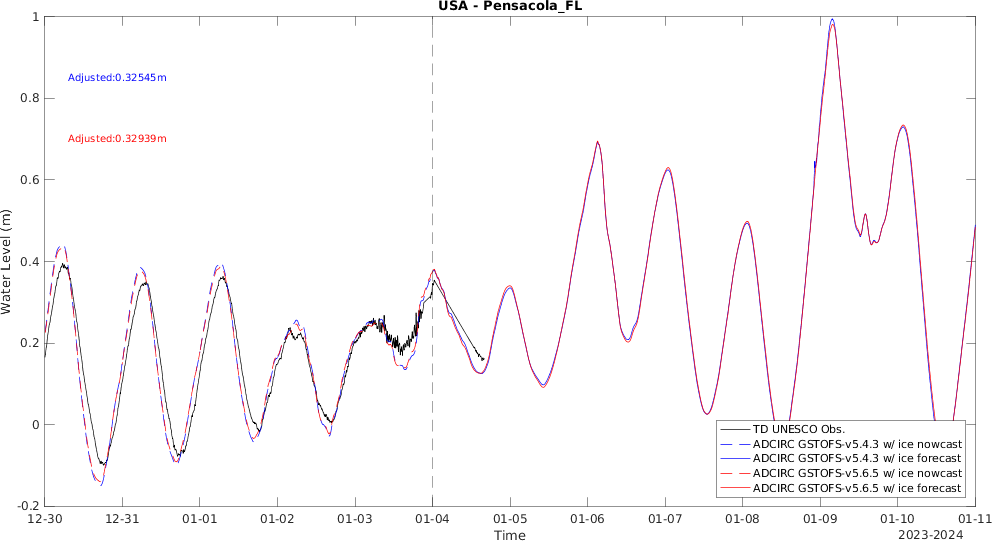 USA - Pensacola_FL
1
0.8
0.6
0.4
0.2
0
-0.2
Water Level (m)
Adjusted:0.32545m
Adjusted:0.32939m
TD UNESCO Obs.
ADCIRC GSTOFS-v5.4.3 w/ ice nowcast
ADCIRC GSTOFS-v5.4.3 w/ ice forecast
ADCIRC GSTOFS-v5.6.5 w/ ice nowcast
ADCIRC GSTOFS-v5.6.5 w/ ice forecast
12-30 12-31 01-01 01-02 01-03 01-04 01-05 01-06 01-07 01-08 01-09 01-10 01-11
Time
2023-2024